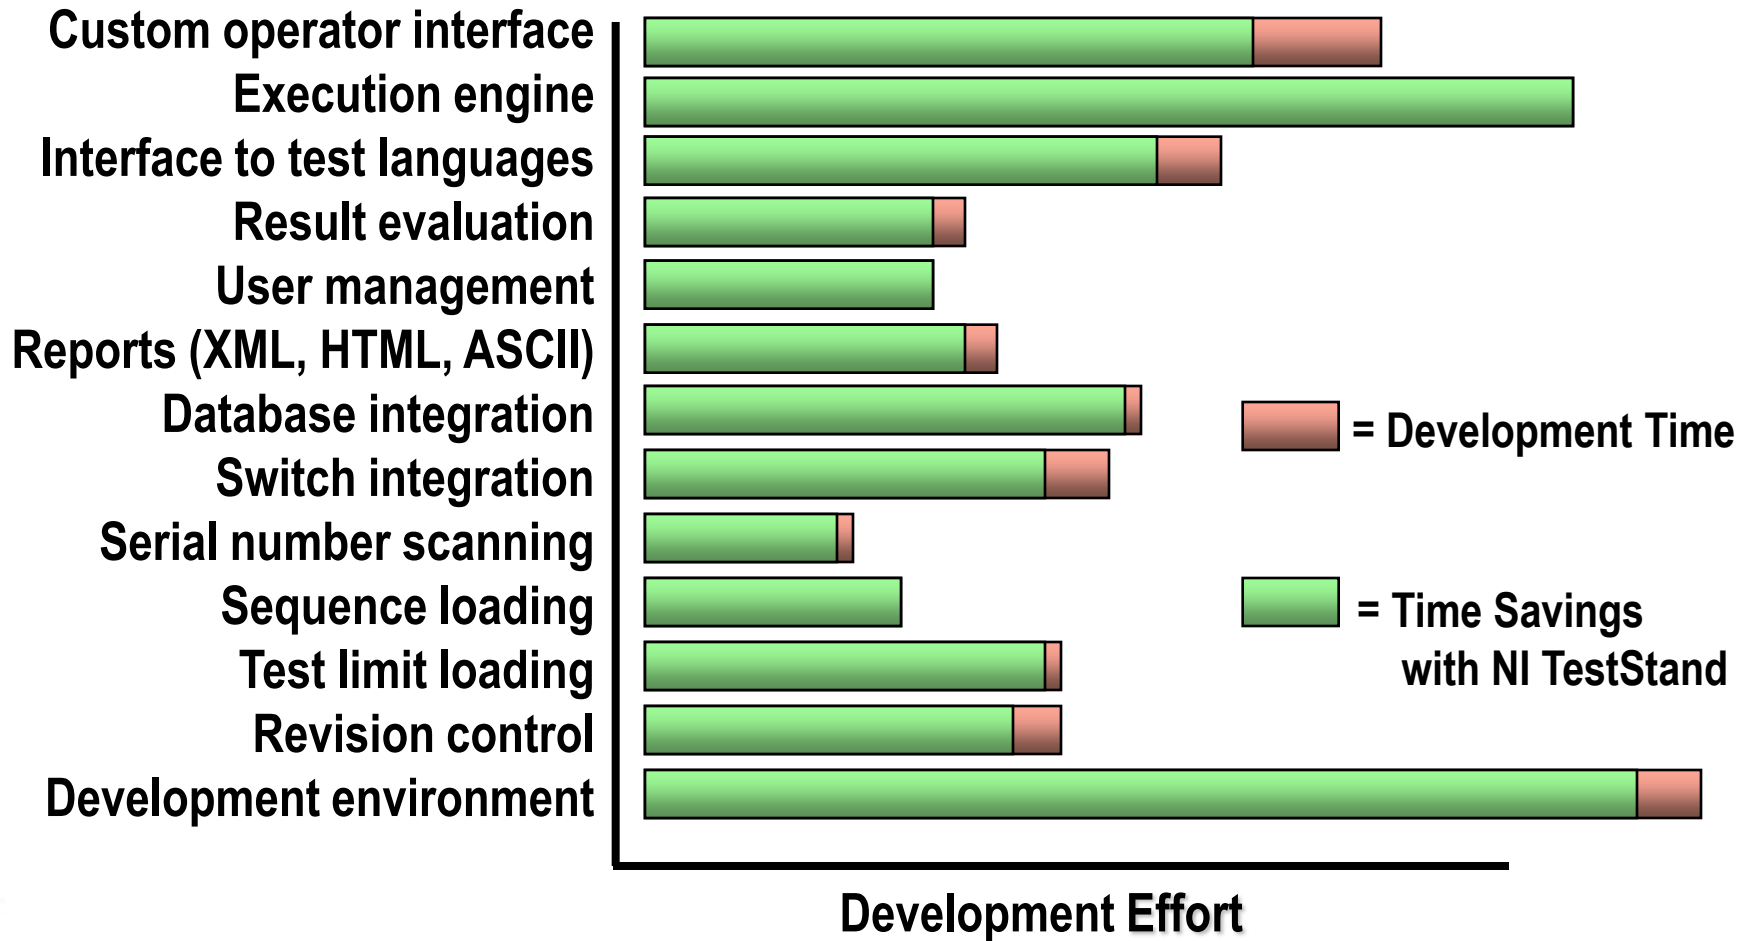 Custom operator interface
Execution engine
Interface to test languages
Result evaluation
User management
Reports (XML, HTML, ASCII)
Database integration
Switch integration
Serial number scanning
Sequence loading
Test limit loading
Revision control
Development environment
= Development Time
= Time Savings
with NI TestStand
Development Effort